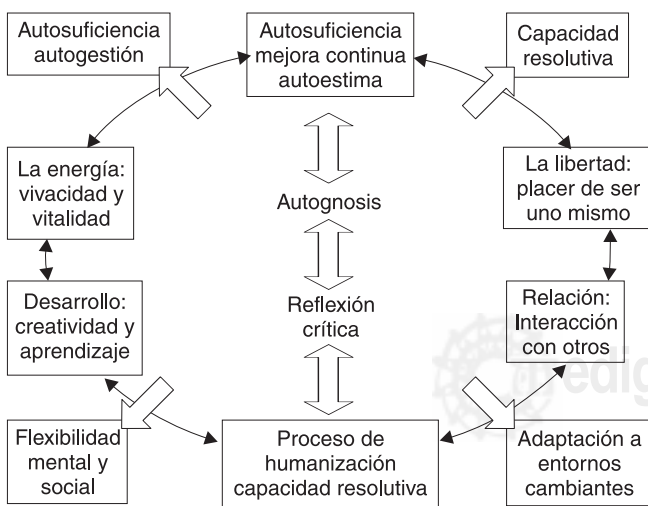 Autosuficiencia
autogestión
Autosuficiencia
mejora continua
autoestima
Capacidad
resolutiva
La energía:
vivacidad y
vitalidad
Autognosis
La libertad:
placer de ser
uno mismo
Desarrollo:
creatividad y
aprendizaje
Reflexión
crítica
Relación:
Interacción
con otros
edig
Flexibilidad
mental y
social
Proceso de
humanización
capacidad resolutiva
Adaptación a
entornos
cambiantes